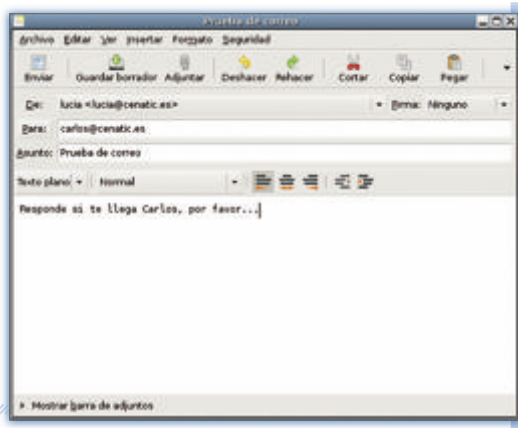 Prueba de correo
Archivo Editar Ver Insertar Formato Seguridad
Enviar Guardar borrador Adjuntar Deshacer Rehacer Cortar Copiar Pegar
De: lucia <lucia@cenatic.es> Firma: Ninguno
Para: carlos@cenatic.es
Asunto: Prueba de correo
Texto plano Normal
Responde si te llega Carlos, por favor...
Mostrar barra de adjuntos